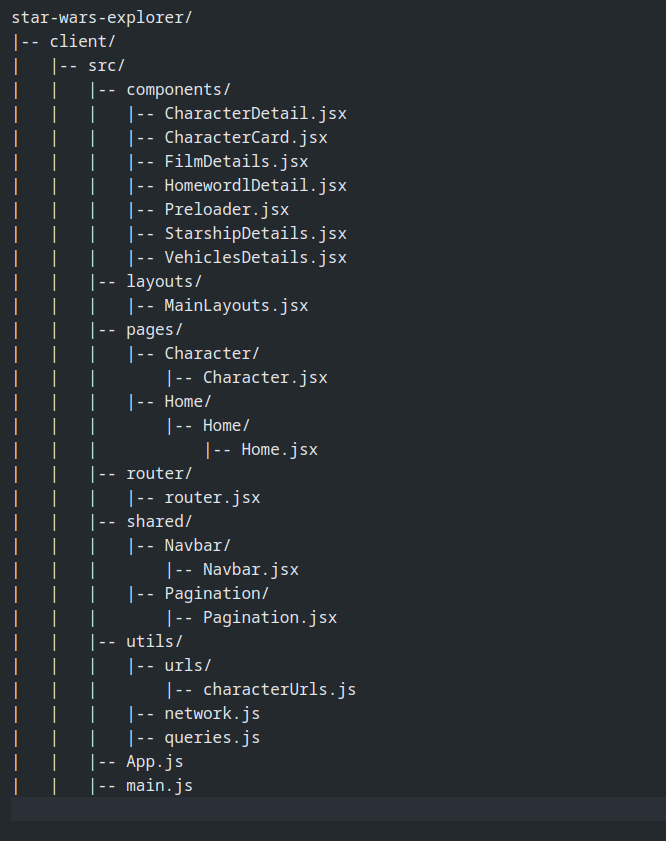 star-wars-explorer/
|-- client/
|   |-- src/
|   |   |-- components/
|   |   |   |-- CharacterDetail.jsx
|   |   |   |-- CharacterCard.jsx
|   |   |   |-- FilmDetails.jsx
|   |   |   |-- HomewordlDetail.jsx
|   |   |   |-- Preloader.jsx
|   |   |   |-- StarshipDetails.jsx
|   |   |   |-- VehiclesDetails.jsx
|   |   |-- layouts/
|   |   |   |-- MainLayouts.jsx
|   |   |-- pages/
|   |   |   |-- Character/
|   |   |       |-- Character.jsx
|   |   |   |-- Home/
|   |   |       |-- Home/
|   |   |           |-- Home.jsx
|   |   |-- router/
|   |   |   |-- router.jsx
|   |   |-- shared/
|   |   |   |-- Navbar/
|   |   |       |-- Navbar.jsx
|   |   |   |-- Pagination/
|   |   |       |-- Pagination.jsx
|   |   |-- utils/
|   |   |   |-- urls/
|   |   |       |-- characterUrls.js
|   |   |   |-- network.js
|   |   |   |-- queries.js
|   |   |-- App.js
|   |   |-- main.js